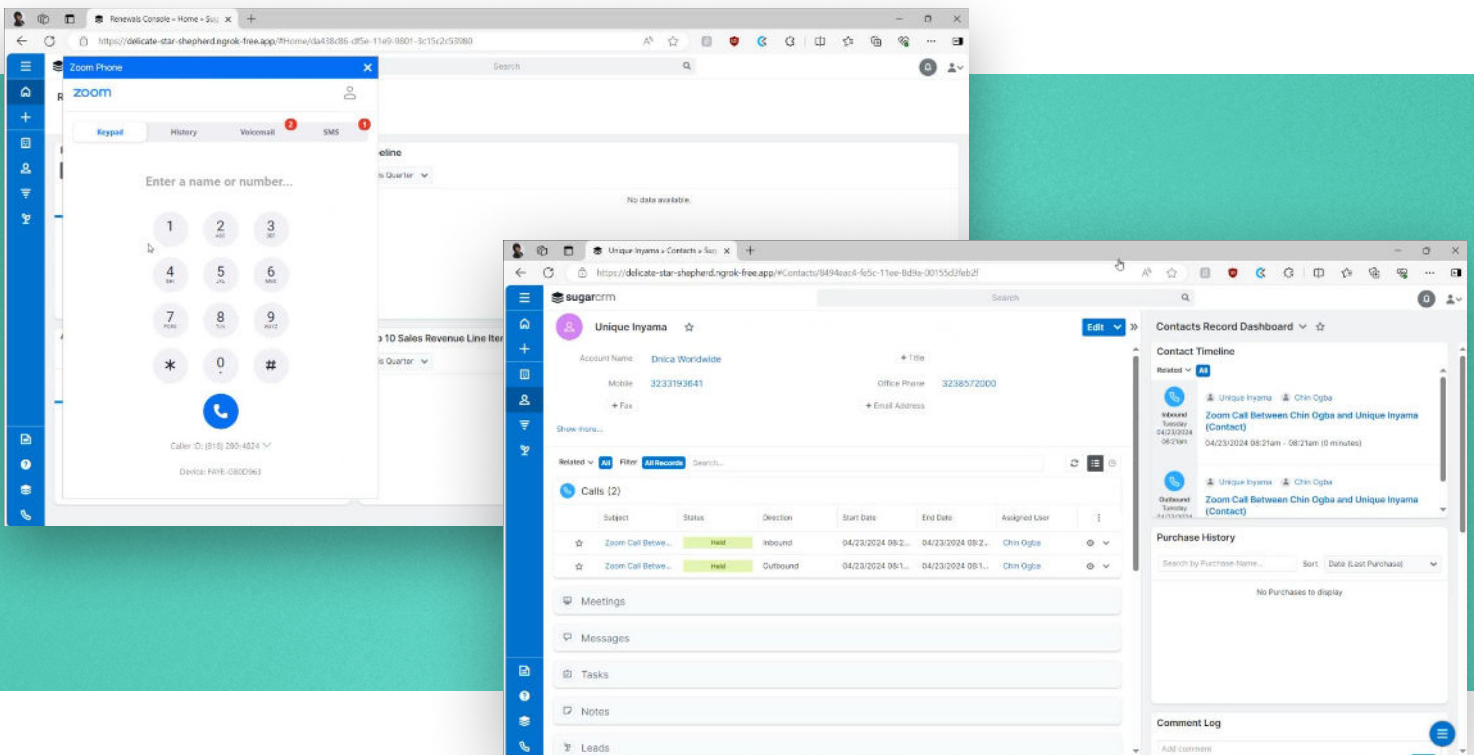 Renewals Console » Home » Sug
https://delicate-star-shepherd.ngrok-free.app/#Home/da438d86-df5e-11e9-9801-3c15c2c53980
Zoom Phone
Search
zoom
Keypad History Voicemail 2 SMS 1
Enter a name or number...
1 2 3
4 5 6
7 8 9
* 0 #
Caller ID: (818) 280-4824
Device: FAYE-G80D963
eline
is Quarter
No data available.
10 Sales Revenue Line Iter
is Quarter
Unique Inyama » Contacts » Sug
https://delicate-star-shepherd.ngrok-free.app/#Contacts/8494eac4-fe5c-11ee-8d9a-00155d3feb2f
sugarcrm
Search
Unique Inyama
Edit
Account Name Dnica Worldwide
+ Title
Mobile 3233193641
Office Phone 3238572000
+ Fax
+ Email Address
Show more...
Related All Filter All Records Search...
Calls (2)
Subject Status Direction Start Date End Date Assigned User
Zoom Call Betwe... Held Inbound 04/23/2024 08:2... 04/23/2024 08:2... Chin Ogba
Zoom Call Betwe... Held Outbound 04/23/2024 08:1... 04/23/2024 08:1... Chin Ogba
Meetings
Messages
Tasks
Notes
Leads
Contacts Record Dashboard
Contact Timeline
Related All
Unique Inyama Chin Ogba
Inbound
Tuesday
04/23/2024
08:21am
Zoom Call Between Chin Ogba and Unique Inyama
(Contact)
04/23/2024 08:21am - 08:21am (0 minutes)
Unique Inyama Chin Ogba
Outbound
Tuesday
04/23/2024
Zoom Call Between Chin Ogba and Unique Inyama
(Contact)
Purchase History
Search by Purchase Name... Sort Date (Last Purchase)
No Purchases to display
Comment Log
Add comment